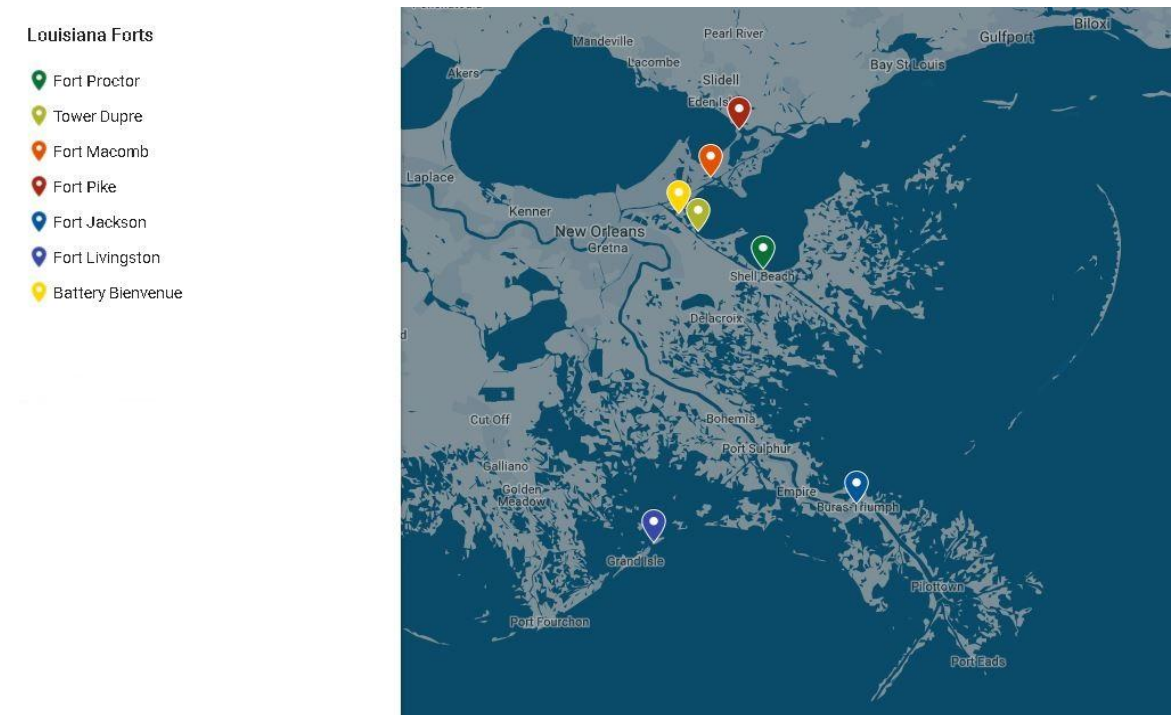 Louisiana Forts
Fort Proctor
Tower Dupre
Fort Macomb
Fort Pike
Fort Jackson
Fort Livingston
Battery Bienvenue
Biloxi
Gulfport
Pearl River
Mandeville
Lacombe
Bay St Louis
Akers
Slidell
Laplace
Kenner
New Orleans
Gretna
Shell Beach
Delacroix
Cut Off
Bohemia
Port Sulphur
Galliano
Golden
Meadow
Empire
Buras-Triumph
Grand Isle
Pilottown
Port Fourchon
Port Eads